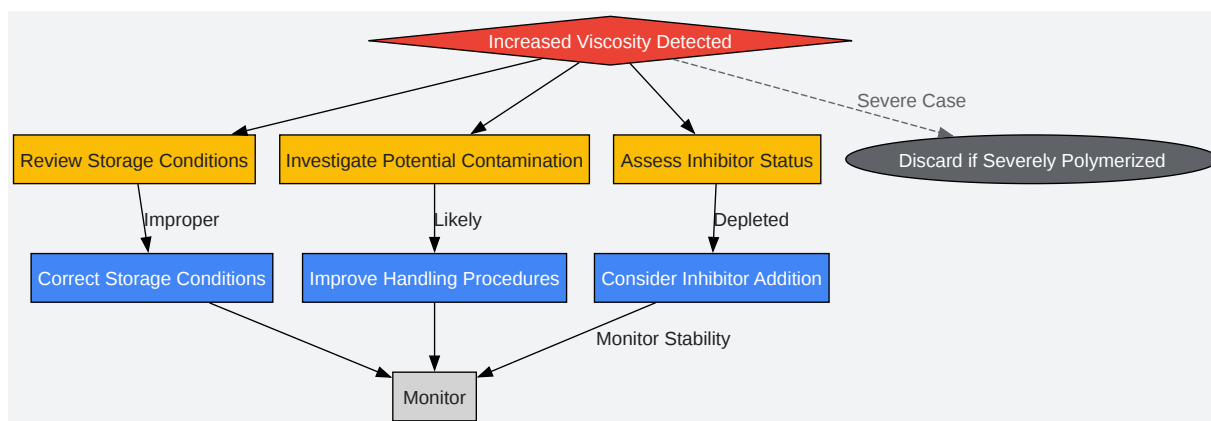 Increased Viscosity Detected
Severe Case
Review Storage Conditions
Investigate Potential Contamination
Assess Inhibitor Status
Discard if Severely Polymerized
Improper
Likely
Depleted
Correct Storage Conditions
Improve Handling Procedures
Consider Inhibitor Addition
Monitor Stability
Monitor